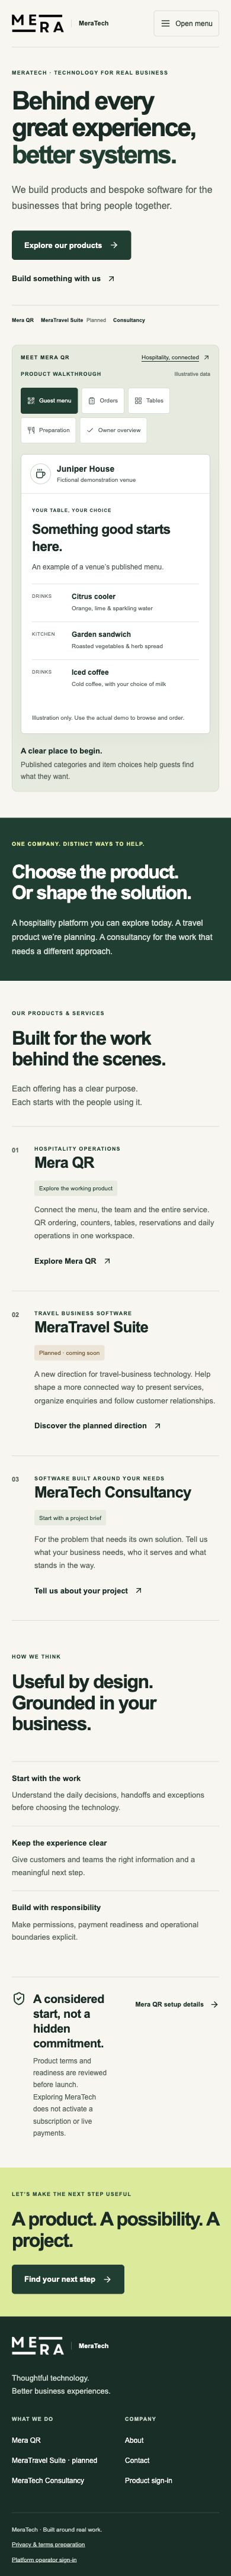 MERA MeraTech Open menu
MERATECH · TECHNOLOGY FOR REAL BUSINESS
Behind every
great experience,
better systems.
We build products and bespoke software for the
businesses that bring people together.
Explore our products
Build something with us
Mera QR MeraTravel Suite Planned Consultancy
MEET MERA QR Hospitality, connected
PRODUCT WALKTHROUGH Illustrative data
Guest menu Orders Tables
Preparation Owner overview
Juniper House
Fictional demonstration venue
YOUR TABLE, YOUR CHOICE
Something good starts
here.
An example of a venue's published menu.
DRINKS Citrus cooler
Orange, lime & sparkling water
KITCHEN Garden sandwich
Roasted vegetables & herb spread
DRINKS Iced coffee
Cold coffee, with your choice of milk
Illustration only. Use the actual demo to browse and order.
A clear place to begin.
Published categories and item choices help guests find
what they want.
ONE COMPANY. DISTINCT WAYS TO HELP.
Choose the product.
Or shape the solution.
A hospitality platform you can explore today. A travel
product we're planning. A consultancy for the work that
needs a different approach.
OUR PRODUCTS & SERVICES
Built for the work
behind the scenes.
Each offering has a clear purpose.
Each starts with the people using it.
01 HOSPITALITY OPERATIONS
Mera QR
Explore the working product
Connect the menu, the team and the entire service.
QR ordering, counters, tables, reservations and daily
operations in one workspace.
Explore Mera QR
02 TRAVEL BUSINESS SOFTWARE
MeraTravel Suite
Planned · coming soon
A new direction for travel-business technology. Help
shape a more connected way to present services,
organize enquiries and follow customer relationships.
Discover the planned direction
03 SOFTWARE BUILT AROUND YOUR NEEDS
MeraTech Consultancy
Start with a project brief
For the problem that needs its own solution. Tell us
what your business needs, who it serves and what
stands in the way.
Tell us about your project
HOW WE THINK
Useful by design.
Grounded in your
business.
Start with the work
Understand the daily decisions, handoffs and exceptions
before choosing the technology.
Keep the experience clear
Give customers and teams the right information and a
meaningful next step.
Build with responsibility
Make permissions, payment readiness and operational
boundaries explicit.
A considered
start, not a
hidden
commitment.
Mera QR setup details
Product terms and
readiness are reviewed
before launch.
Exploring MeraTech
does not activate a
subscription or live
payments.
LET'S MAKE THE NEXT STEP USEFUL
A product. A possibility. A
project.
Find your next step
MERA MeraTech
Thoughtful technology.
Better business experiences.
WHAT WE DO COMPANY
Mera QR About
MeraTravel Suite · planned Contact
MeraTech Consultancy Product sign-in
MeraTech · Built around real work.
Privacy & terms preparation
Platform operator sign-in